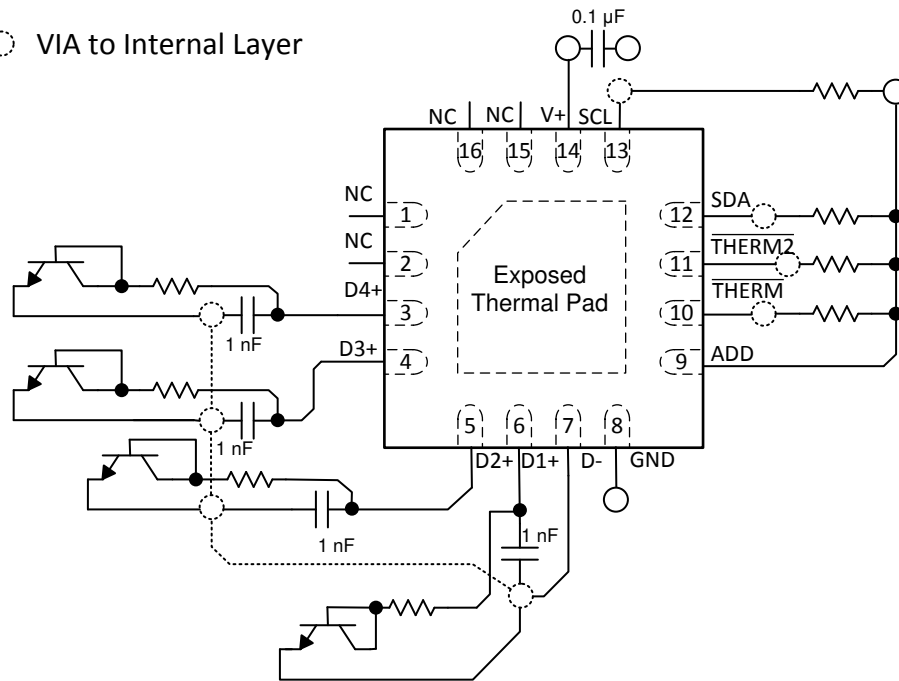 0.1 µF
VIA to Internal Layer
NC NC V+ SCL
16 15 14 13
NC
1
SDA
12
NC
2
THERM2
11
Exposed
Thermal Pad
D4+
3
THERM
10
1 nF
D3+
4
ADD
9
1 nF
5 6 7 8
D2+ D1+ D- GND
1 nF
1 nF